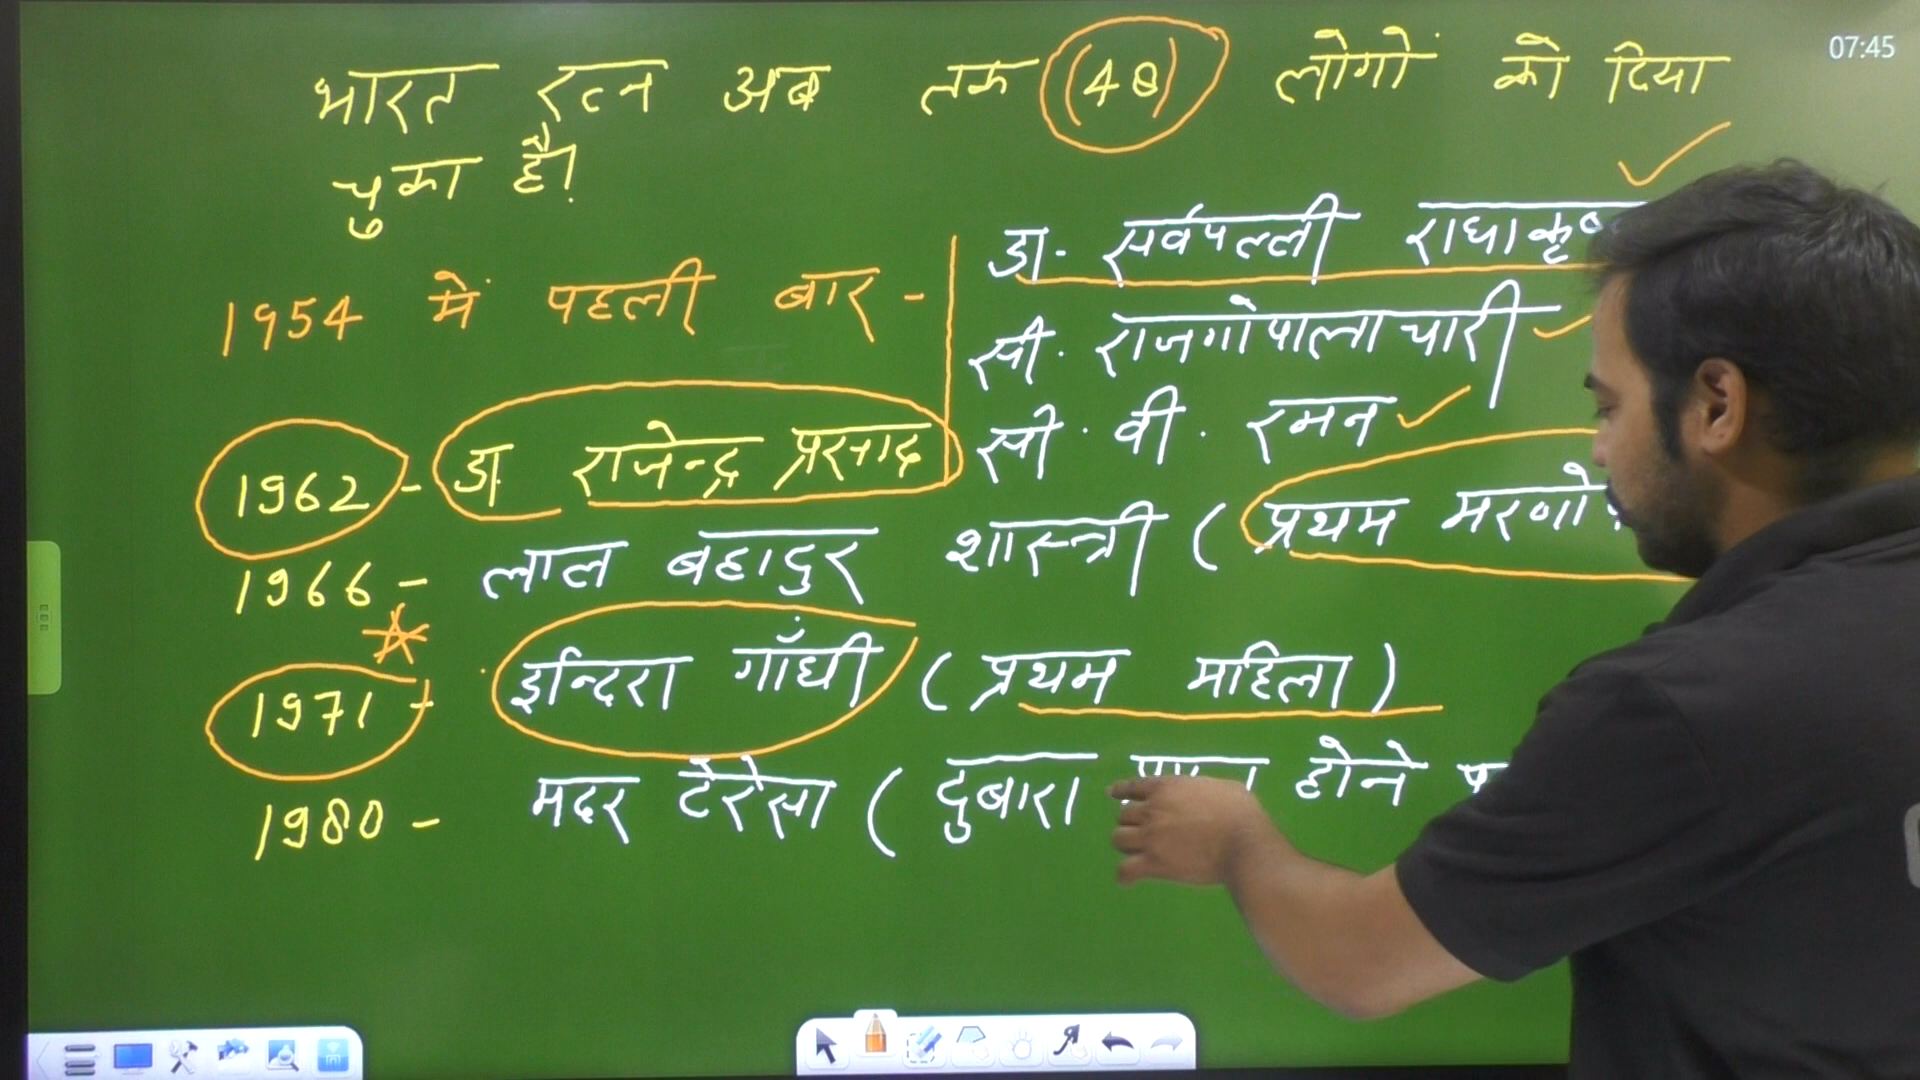 07:45
भारत रत्न अब तक (48) लोगों को दिया
चुका है।
1954 में पहली बार -
डा. सर्वपल्ली
सी. राजगोपालाचारी
सी. वी. रमन
1962 - डा राजेन्द्र प्रसाद
1966 - लाल बहादुर शास्त्री ( प्रथम
1971 - इन्दिरा गाँधी ( प्रथम महिला )
1980 - मदर टेरेसा ( दुबारा होने